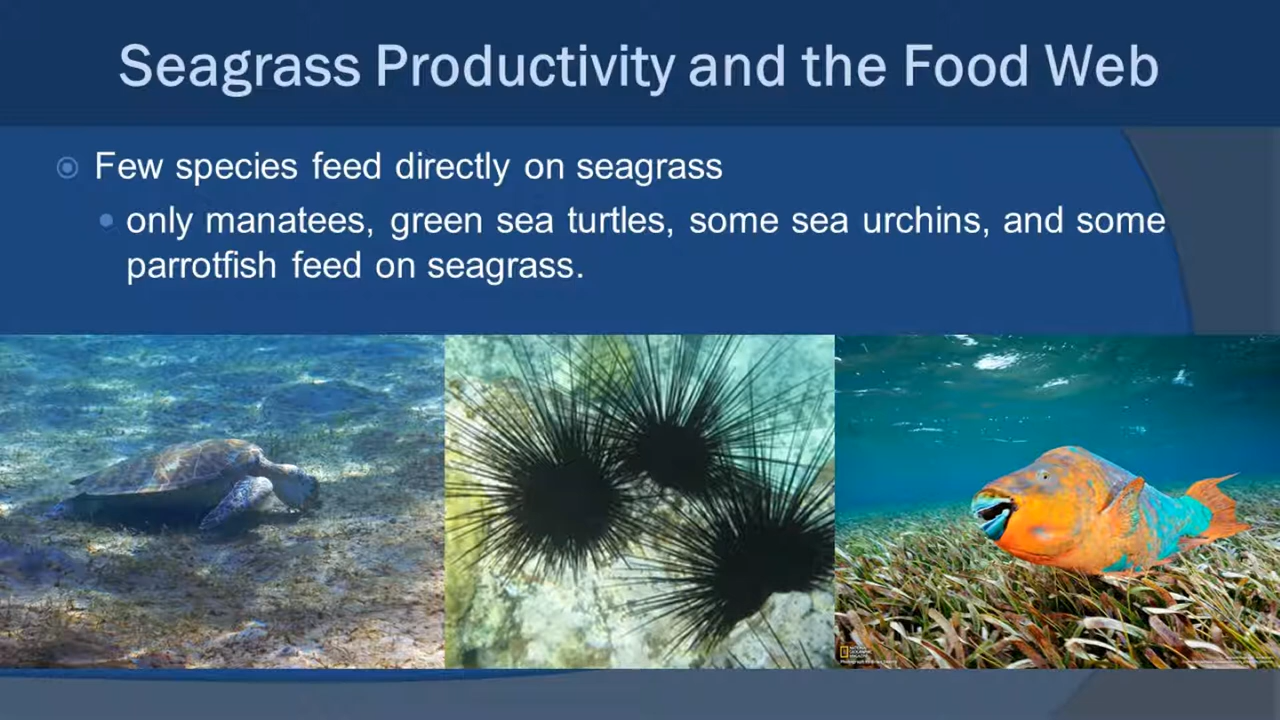 Seagrass Productivity and the Food Web
Few species feed directly on seagrass
only manatees, green sea turtles, some sea urchins, and some
parrotfish feed on seagrass.